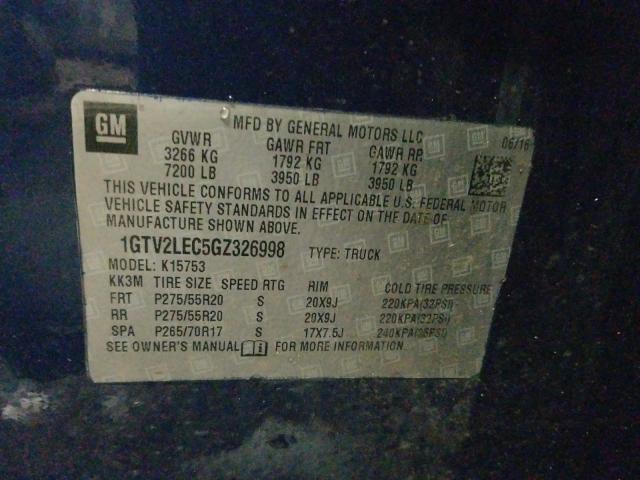 GM
MFD BY GENERAL MOTORS LLC
06/16
GVWR GAWR FRT GAWR RR
3266 KG 1792 KG 1792 KG
7200 LB 3950 LB 3950 LB
THIS VEHICLE CONFORMS TO ALL APPLICABLE U.S. FEDERAL MOTOR
VEHICLE SAFETY STANDARDS IN EFFECT ON THE DATE OF
MANUFACTURE SHOWN ABOVE.
1GTV2LEC5GZ326998 TYPE: TRUCK
MODEL: K15753
KK3M TIRE SIZE SPEED RTG RIM COLD TIRE PRESSURE
FRT P275/55R20 S 20X9J 220KPA(32PSI)
RR P275/55R20 S 20X9J 220KPA(32PSI)
SPA P265/70R17 S 17X7.5J 240KPA(35PSI)
SEE OWNER'S MANUAL FOR MORE INFORMATION.